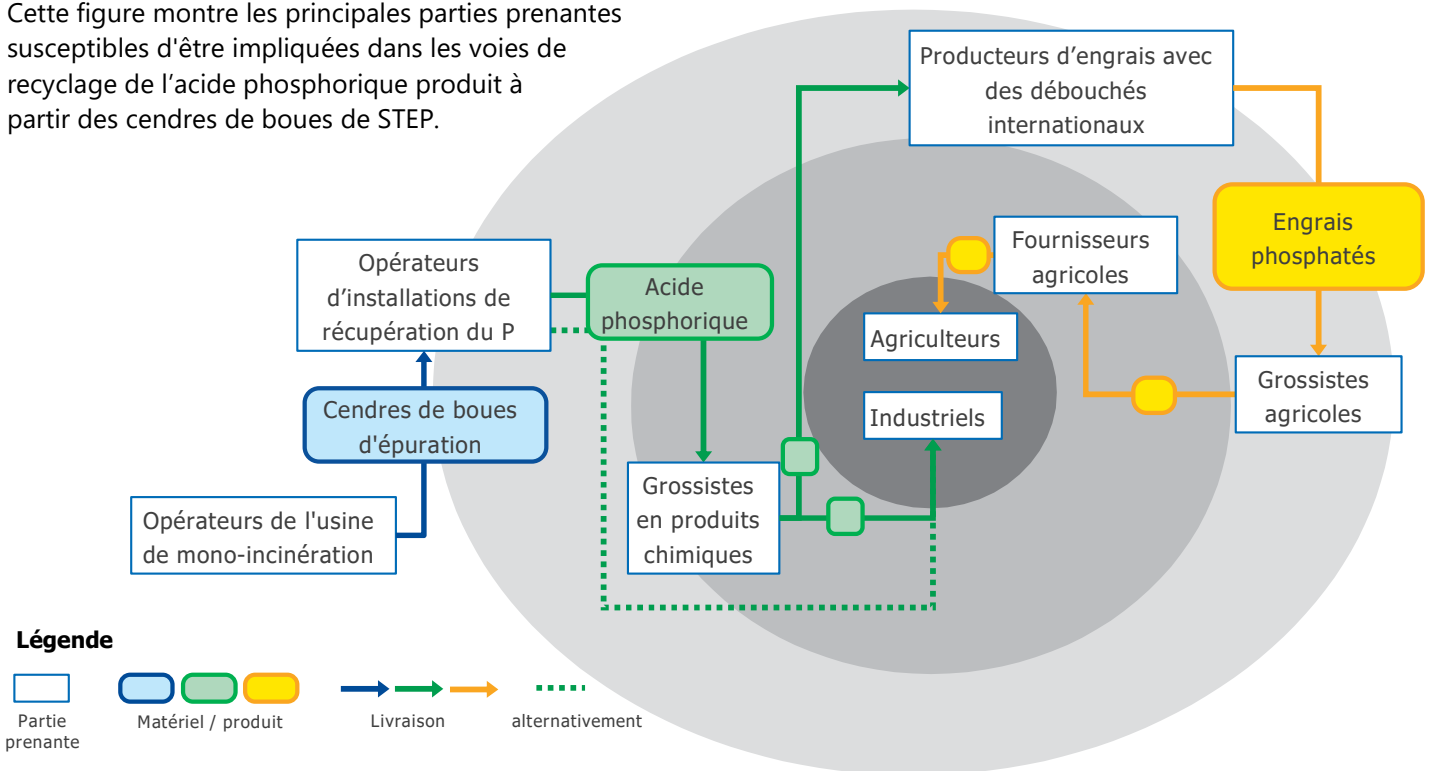 Cette figure montre les principales parties prenantes
susceptibles d'être impliquées dans les voies de
recyclage de l’acide phosphorique produit à
partir des cendres de boues de STEP.
Producteurs d’engrais avec
des débouchés
internationaux
Engrais
phosphatés
Fournisseurs
agricoles
Opérateurs
d’installations de
récupération du P
Acide
phosphorique
Agriculteurs
Grossistes
agricoles
Cendres de boues
d'épuration
Industriels
Grossistes
en produits
chimiques
Opérateurs de l'usine
de mono-incinération
Légende
Partie
prenante
Matériel / produit
Livraison
alternativement